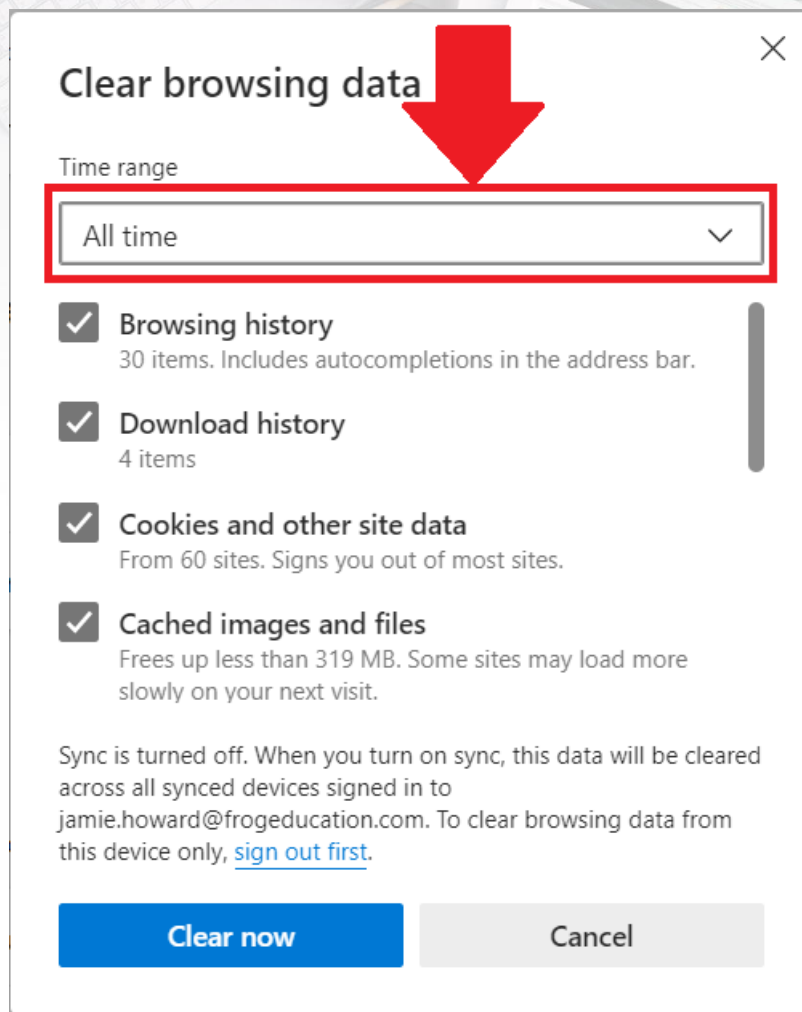 Clear browsing data
Time range
All time
Browsing history
30 items. Includes autocompletions in the address bar.
Download history
4 items
Cookies and other site data
From 60 sites. Signs you out of most sites.
Cached images and files
Frees up less than 319 MB. Some sites may load more
slowly on your next visit.
Sync is turned off. When you turn on sync, this data will be cleared
across all synced devices signed in to
jamie.howard@frogeducation.com. To clear browsing data from
this device only, sign out first.
Clear now
Cancel